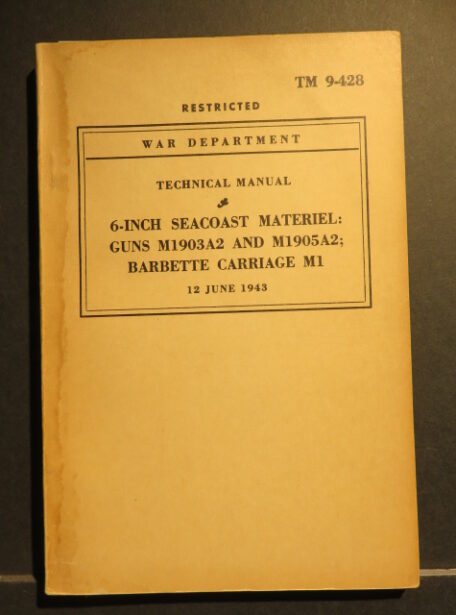 TM 9-428
RESTRICTED
WAR DEPARTMENT
TECHNICAL MANUAL
6-INCH SEACOAST MATERIEL:
GUNS M1903A2 AND M1905A2;
BARBETTE CARRIAGE M1
12 JUNE 1943